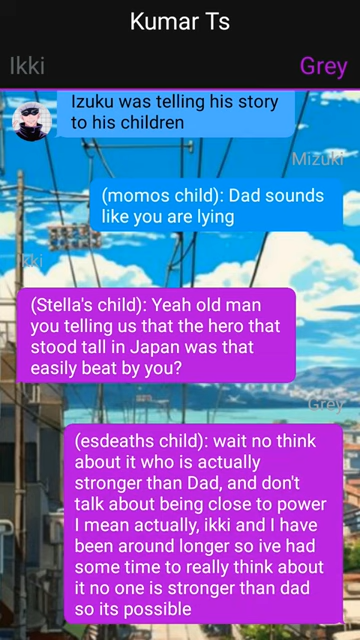 Kumar Ts
Ikki
Grey
Izuku was telling his story
to his children
Mizuki
(momos child): Dad sounds
like you are lying
Ikki
(Stella's child): Yeah old man
you telling us that the hero that
stood tall in Japan was that
easily beat by you?
Grey
(esdeaths child): wait no think
about it who is actually
stronger than Dad, and don't
talk about being close to power
I mean actually, ikki and I have
been around longer so ive had
some time to really think about
it no one is stronger than dad
so its possible